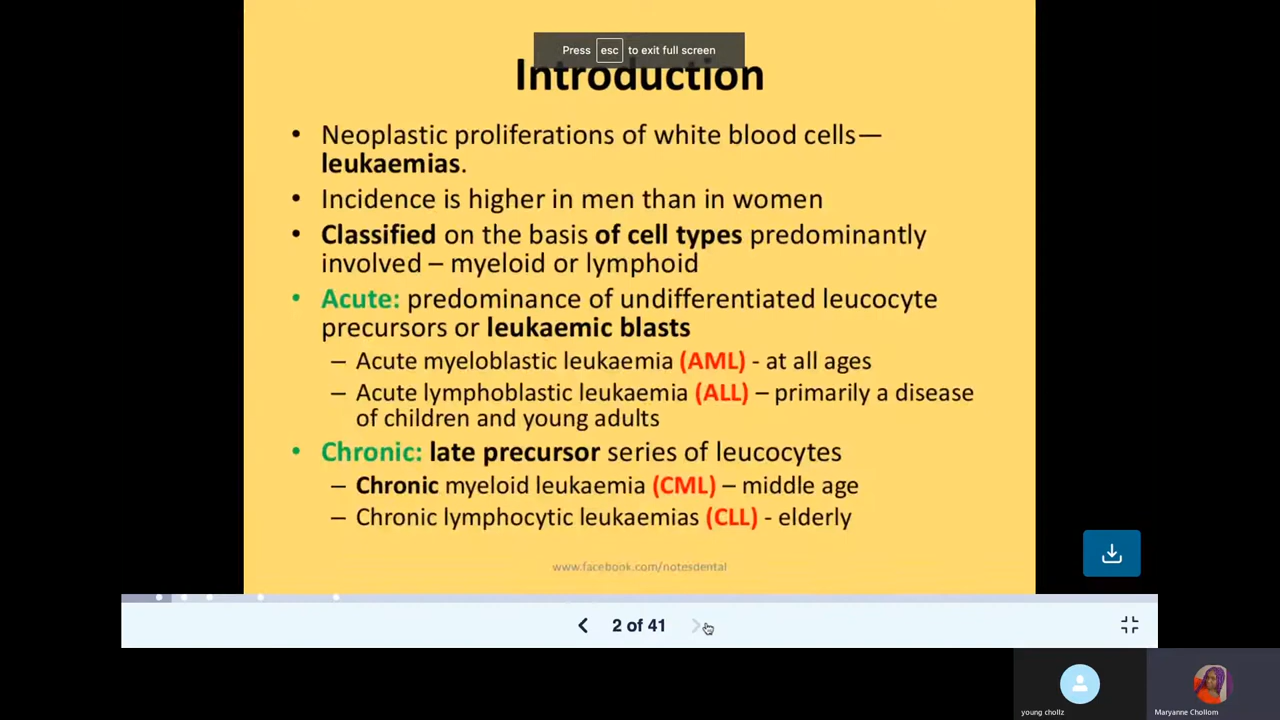 Press esc to exit full screen
Introduction
• Neoplastic proliferations of white blood cells—
leukaemias.
• Incidence is higher in men than in women
• Classified on the basis of cell types predominantly
involved – myeloid or lymphoid
• Acute: predominance of undifferentiated leucocyte
precursors or leukaemic blasts
– Acute myeloblastic leukaemia (AML) - at all ages
– Acute lymphoblastic leukaemia (ALL) – primarily a disease
of children and young adults
• Chronic: late precursor series of leucocytes
– Chronic myeloid leukaemia (CML) – middle age
– Chronic lymphocytic leukaemias (CLL) - elderly
www.facebook.com/notesdental
2 of 41
young chollz
Maryanne Chollom